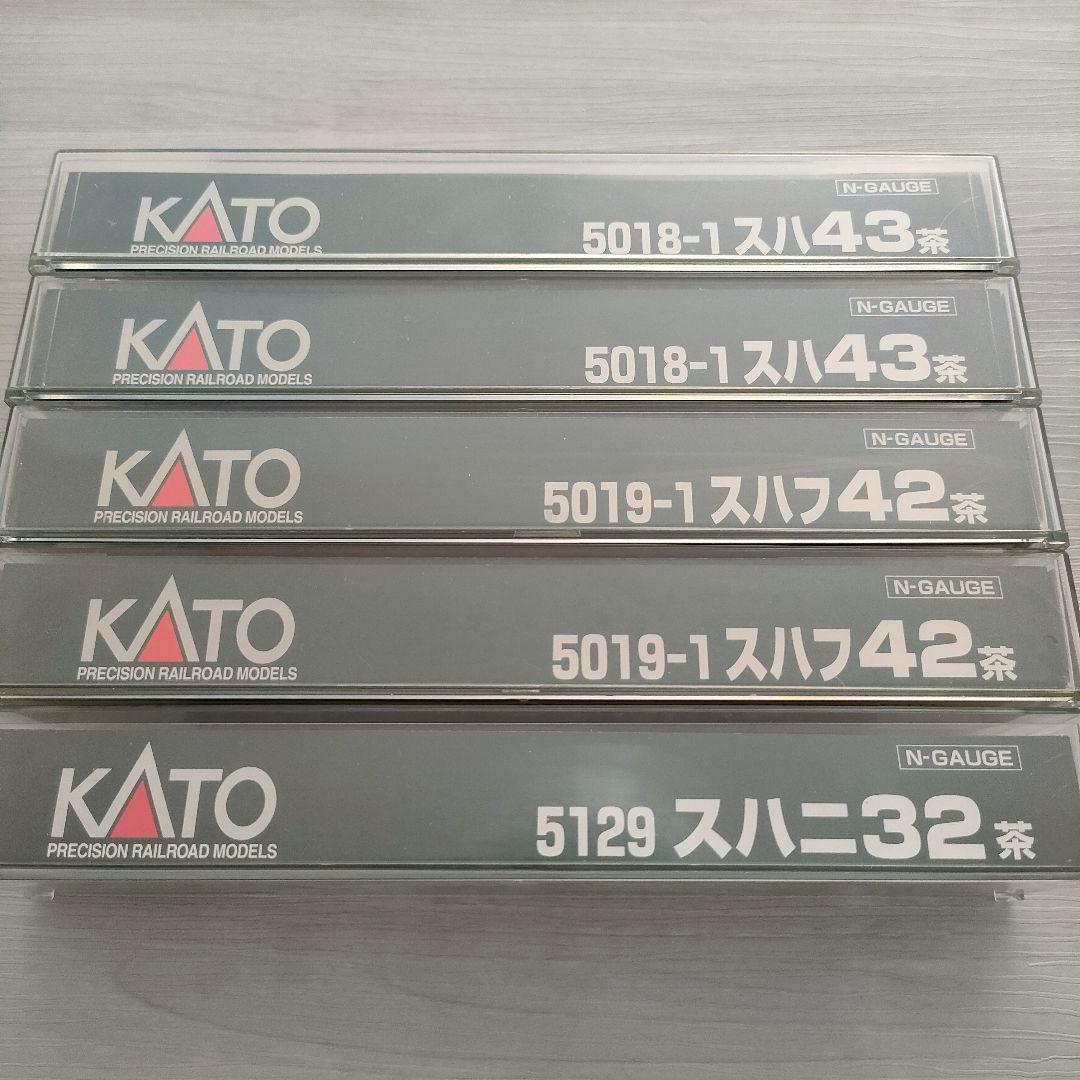 KATO
PRECISION RAILROAD MODELS
N-GAUGE
5018-1 スハ43茶
KATO
PRECISION RAILROAD MODELS
N-GAUGE
5018-1 スハ43茶
KATO
PRECISION RAILROAD MODELS
N-GAUGE
5019-1 スハフ42茶
KATO
PRECISION RAILROAD MODELS
N-GAUGE
5019-1 スハフ42茶
KATO
PRECISION RAILROAD MODELS
N-GAUGE
5129 スハニ32茶